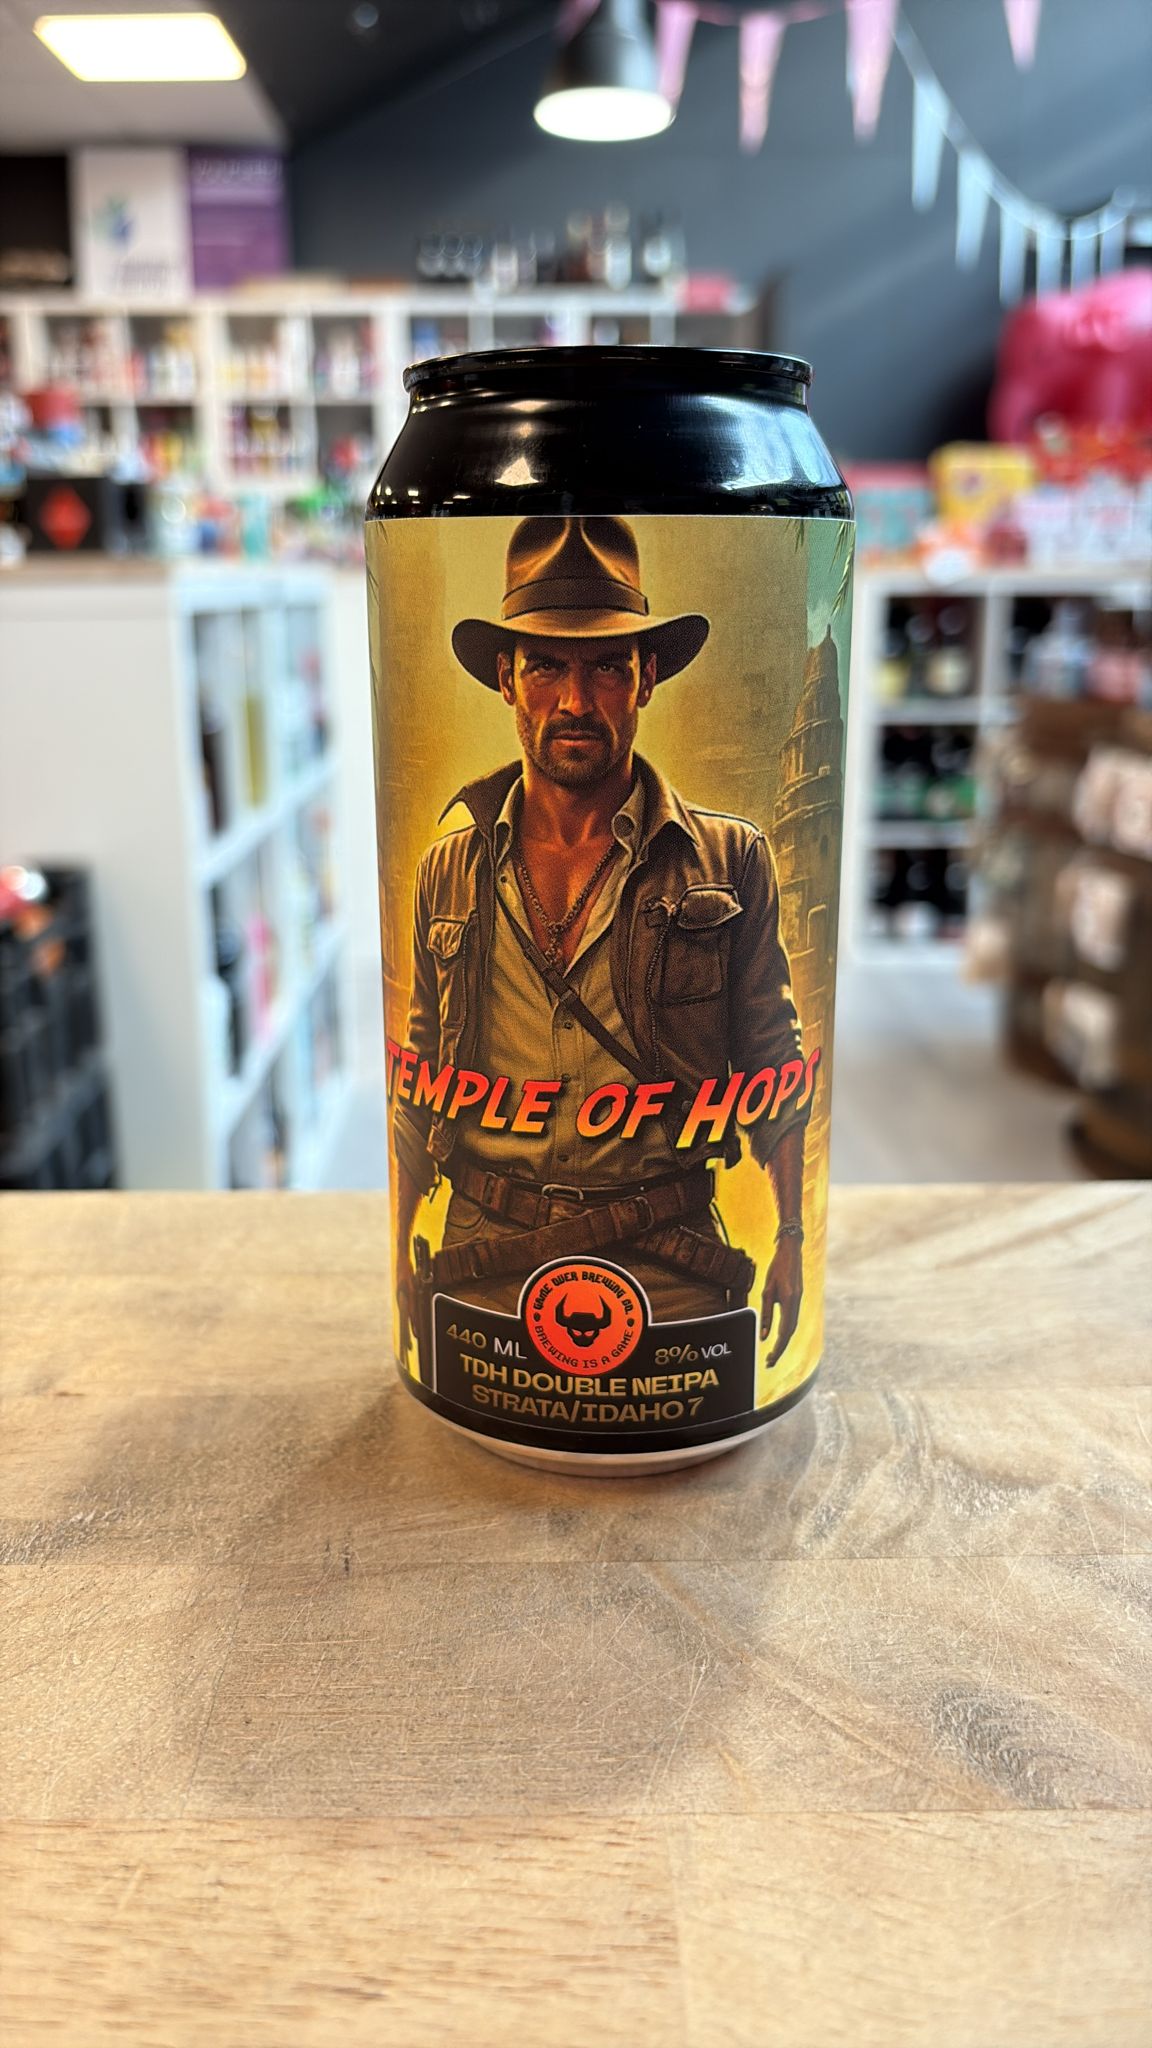 TEMPLE OF HOPS
GAME OVER BREWING CO.
BREWING IS A GAME
440 ML
8% VOL
TDH DOUBLE NEIPA
STRATA/IDAHO 7